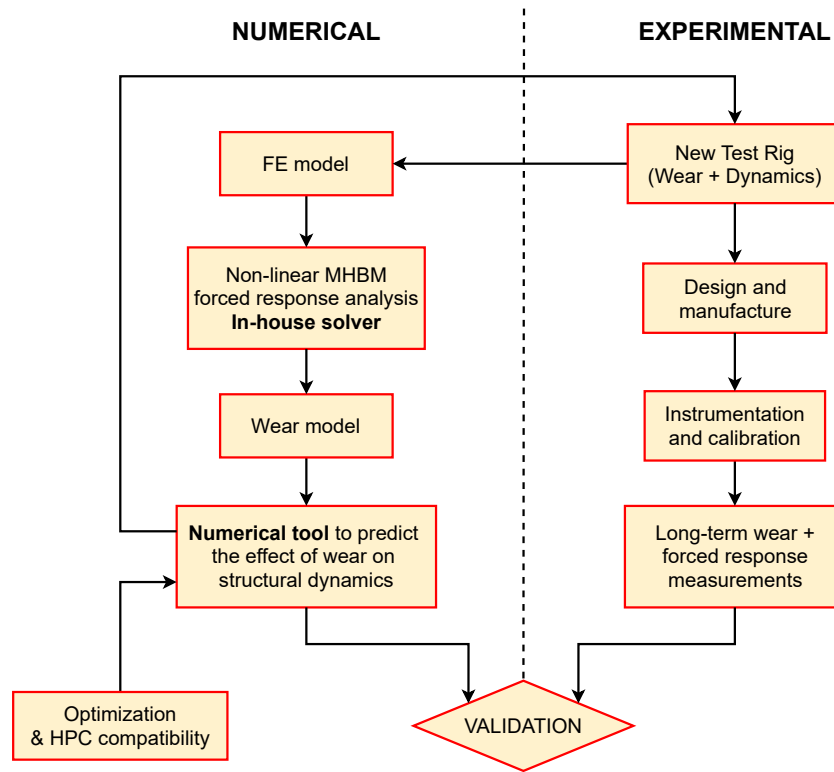 NUMERICAL
EXPERIMENTAL
FE model
New Test Rig
(Wear + Dynamics)
Non-linear MHBM
forced response analysis
In-house solver
Design and
manufacture
Wear model
Instrumentation
and calibration
Numerical tool to predict
the effect of wear on
structural dynamics
Long-term wear +
forced response
measurements
Optimization
& HPC compatibility
VALIDATION